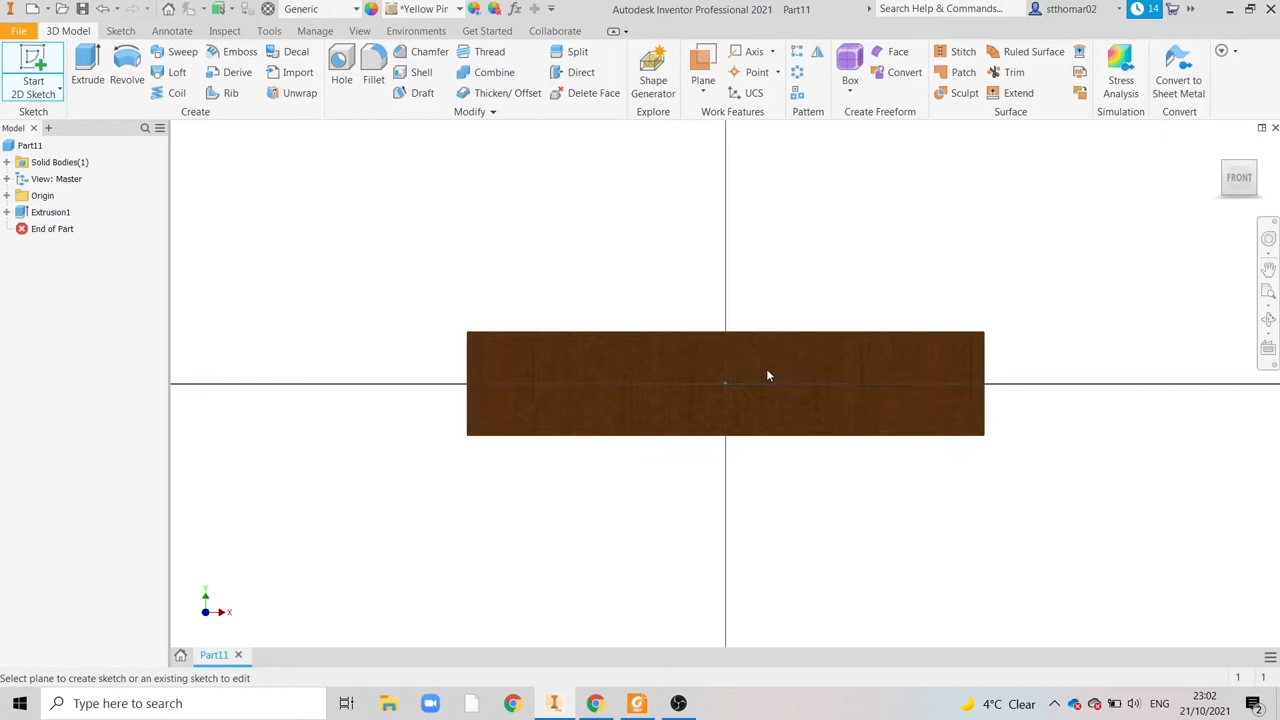 Generic
*Yellow Pin
Autodesk Inventor Professional 2021 Part11
Search Help & Commands...
stthomar02
14
File 3D Model Sketch Annotate Inspect Tools Manage View Environments Get Started Collaborate
Start
2D Sketch
Extrude
Revolve
Sweep
Loft
Coil
Emboss
Derive
Rib
Decal
Import
Unwrap
Hole
Fillet
Chamfer
Shell
Draft
Thread
Combine
Thicken/ Offset
Split
Direct
Delete Face
Shape
Generator
Plane
Axis
Point
UCS
Box
Face
Convert
Stitch
Patch
Sculpt
Ruled Surface
Trim
Extend
Stress
Analysis
Convert to
Sheet Metal
Sketch Create Modify Explore Work Features Pattern Create Freeform Surface Simulation Convert
Model
Part11
Solid Bodies(1)
View: Master
Origin
Extrusion1
End of Part
FRONT
Y
X
Part11
Select plane to create sketch or an existing sketch to edit
1 1
Type here to search
4°C Clear
ENG
23:02
21/10/2021
2